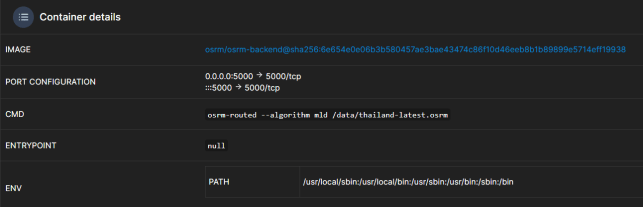 Container details
IMAGE osrm/osrm-backend@sha256:6e654e0e06b3b580457ae3bae43474c86f10d46eeb8b1b89899e5714eff19938
PORT CONFIGURATION 0.0.0.0:5000 → 5000/tcp
:::5000 → 5000/tcp
CMD osrm-routed --algorithm mld /data/thailand-latest.osrm
ENTRYPOINT null
ENV PATH /usr/local/sbin:/usr/local/bin:/usr/sbin:/usr/bin:/sbin:/bin